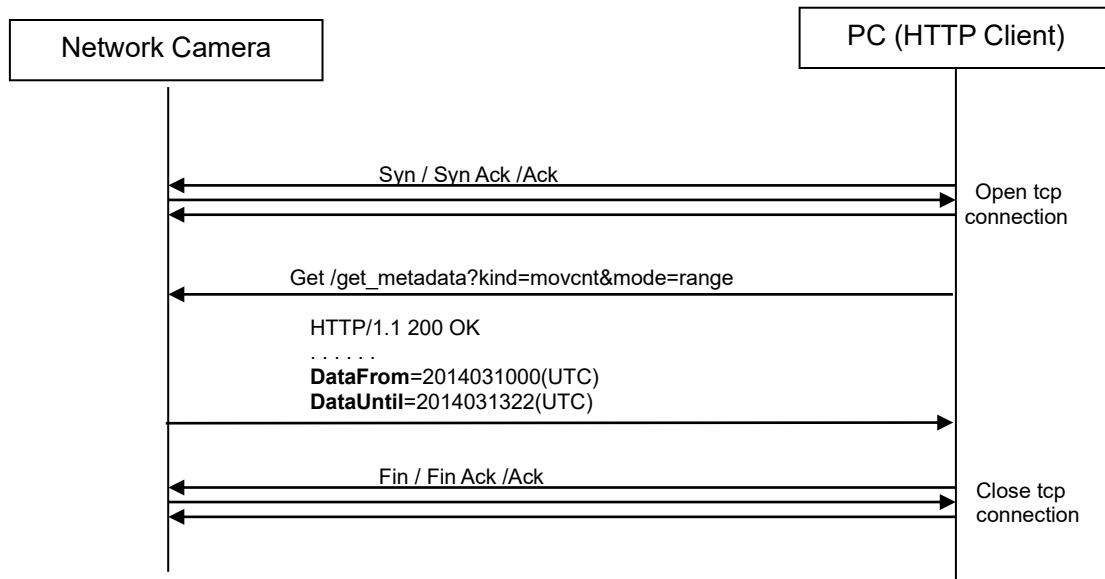 Network Camera
PC (HTTP Client)
Syn / Syn Ack /Ack
Open tcp
connection
Get /get_metadata?kind=movcnt&mode=range
HTTP/1.1 200 OK
. . . . . .
DataFrom=2014031000(UTC)
DataUntil=2014031322(UTC)
Fin / Fin Ack /Ack
Close tcp
connection